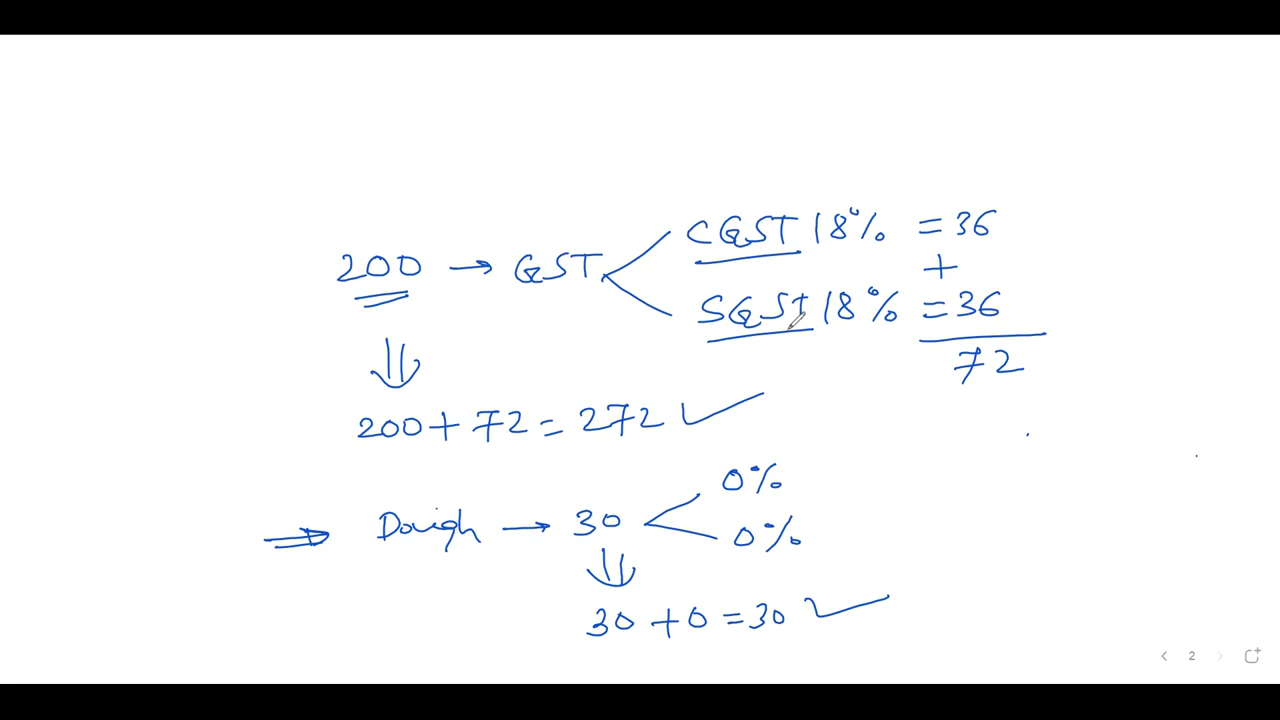 CGST 18% = 36
+
200 → GST
SGST 18% = 36
72
200 + 72 = 272 ✓
0%
⇒ Dough → 30
0%
30 + 0 = 30 ✓
2